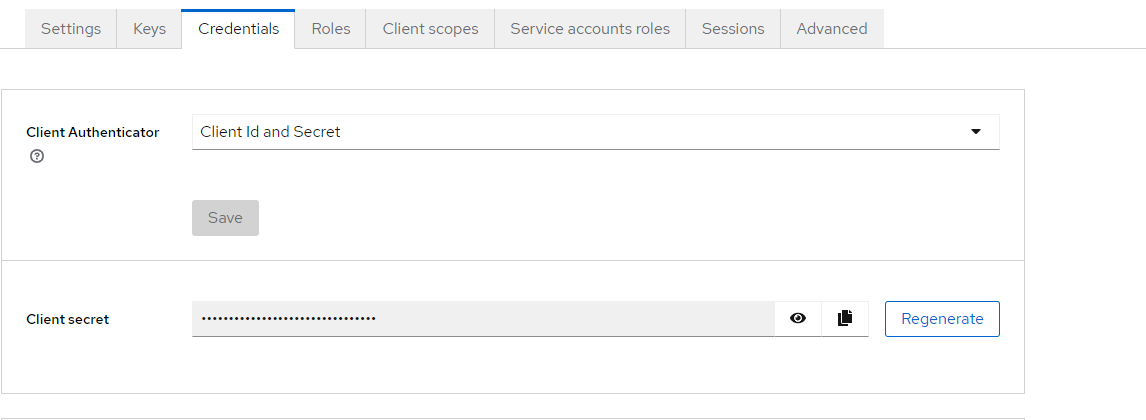 Settings Keys Credentials Roles Client scopes Service accounts roles Sessions Advanced
Client Authenticator Client Id and Secret
Save
Client secret •••••••••••••••••••••••••••••••• Regenerate